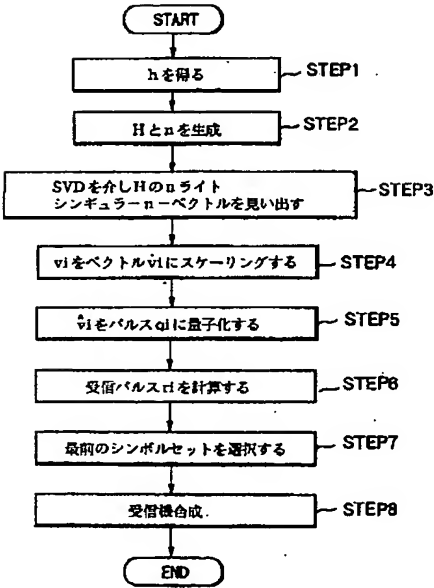 START
hを得る
STEP1
Hとnを生成
STEP2
SVDを介しHのnライト
シンギュラーn-ベクトルを見い出す
STEP3
viをベクトルv̂iにスケーリングする
STEP4
v̂iをパルスqiに量子化する
STEP5
受信パルスriを計算する
STEP6
最前のシンボルセットを選択する
STEP7
受信機合成.
STEP8
END